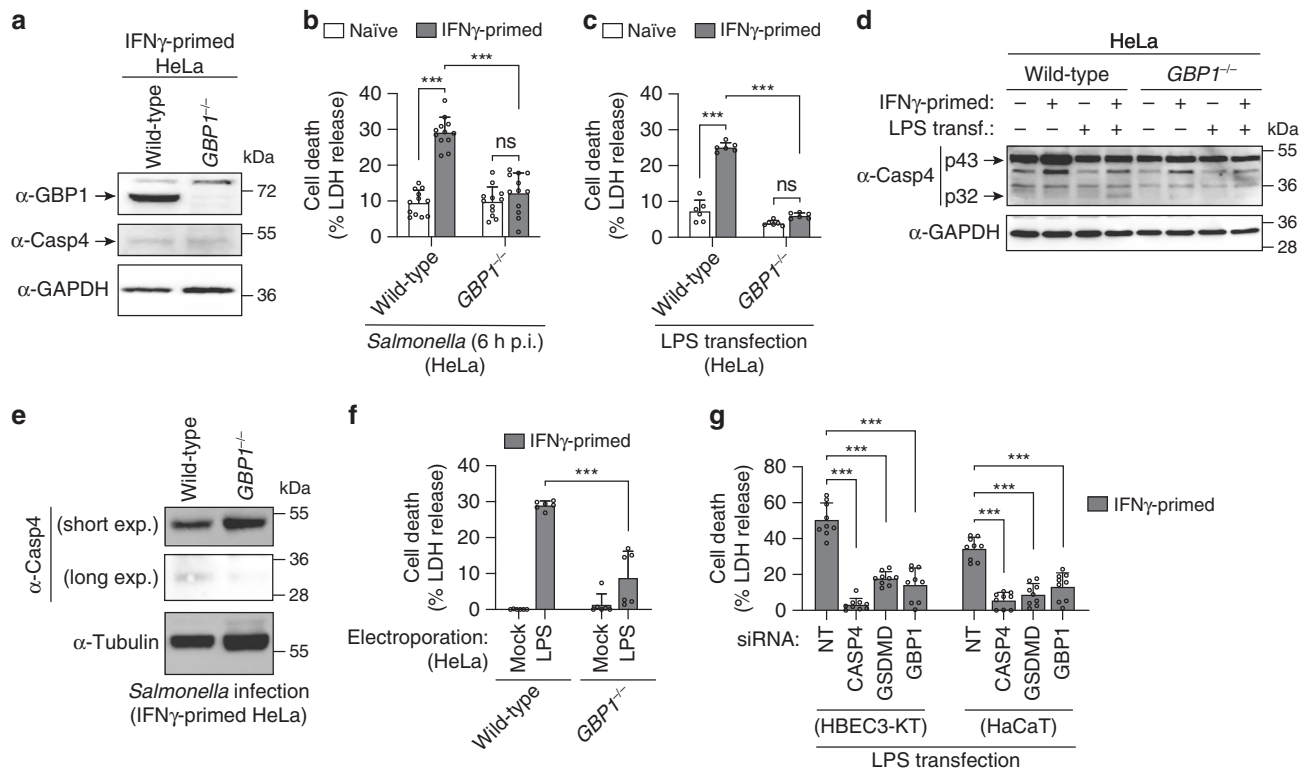 a
IFNγ-primed
HeLa
Wild-type
GBP1–/–
kDa
α-GBP1
72
α-Casp4
55
α-GAPDH
36
b
Naïve
IFNγ-primed
***
***
ns
Cell death
(% LDH release)
40
30
20
10
0
Wild-type
GBP1–/–
Salmonella (6 h p.i.)
(HeLa)
c
Naïve
IFNγ-primed
***
***
ns
Cell death
(% LDH release)
40
30
20
10
0
Wild-type
GBP1–/–
LPS transfection
(HeLa)
d
HeLa
Wild-type
GBP1–/–
IFNγ-primed: – + – + – + – +
LPS transf.: – – + + – – + +
kDa
α-Casp4
p43
p32
55
36
α-GAPDH
36
28
e
Wild-type
GBP1–/–
kDa
α-Casp4
(short exp.)
55
(long exp.)
36
28
α-Tubulin
55
Salmonella infection
(IFNγ-primed HeLa)
f
IFNγ-primed
***
Cell death
(% LDH release)
40
30
20
10
0
Electroporation:
(HeLa)
Mock
LPS
Mock
LPS
Wild-type
GBP1–/–
g
***
***
***
***
***
***
IFNγ-primed
Cell death
(% LDH release)
80
60
40
20
0
siRNA:
NT
CASP4
GSDMD
GBP1
NT
CASP4
GSDMD
GBP1
(HBEC3-KT)
(HaCaT)
LPS transfection